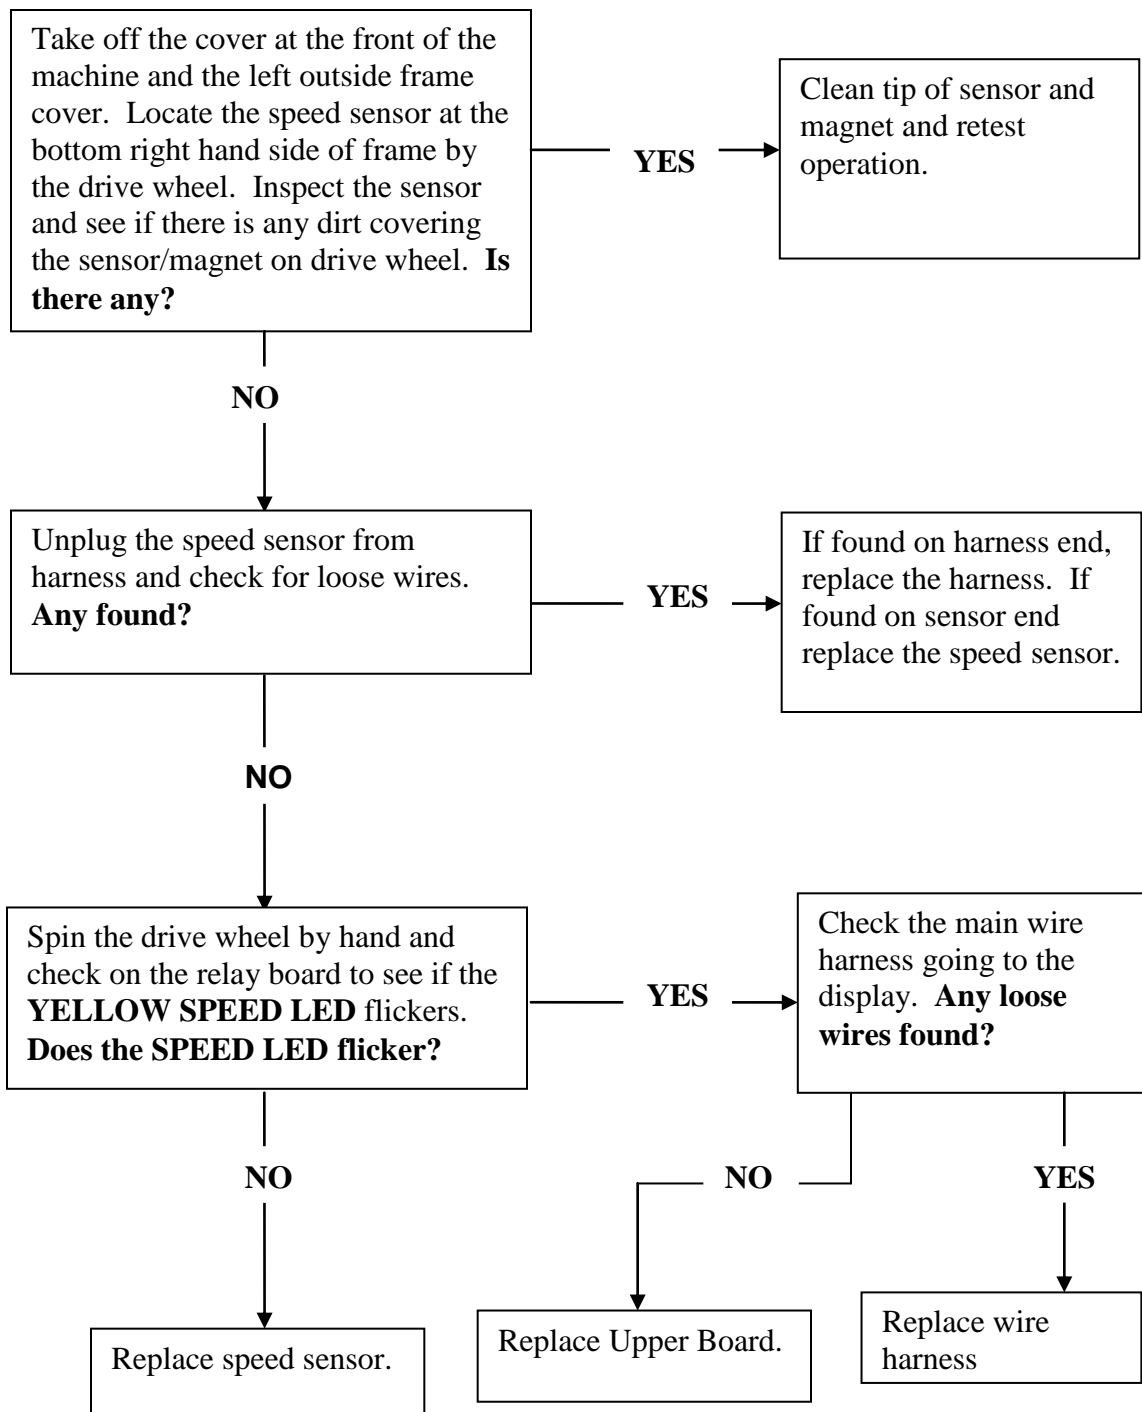 Take off the cover at the front of the
machine and the left outside frame
cover.  Locate the speed sensor at the
bottom right hand side of frame by
the drive wheel.  Inspect the sensor
and see if there is any dirt covering
the sensor/magnet on drive wheel.  Is
there any?
YES
Clean tip of sensor and
magnet and retest
operation.
NO
Unplug the speed sensor from
harness and check for loose wires.
Any found?
YES
If found on harness end,
replace the harness.  If
found on sensor end
replace the speed sensor.
NO
Spin the drive wheel by hand and
check on the relay board to see if the
YELLOW SPEED LED flickers.
Does the SPEED LED flicker?
YES
Check the main wire
harness going to the
display.  Any loose
wires found?
NO
NO
YES
Replace speed sensor.
Replace Upper Board.
Replace wire
harness